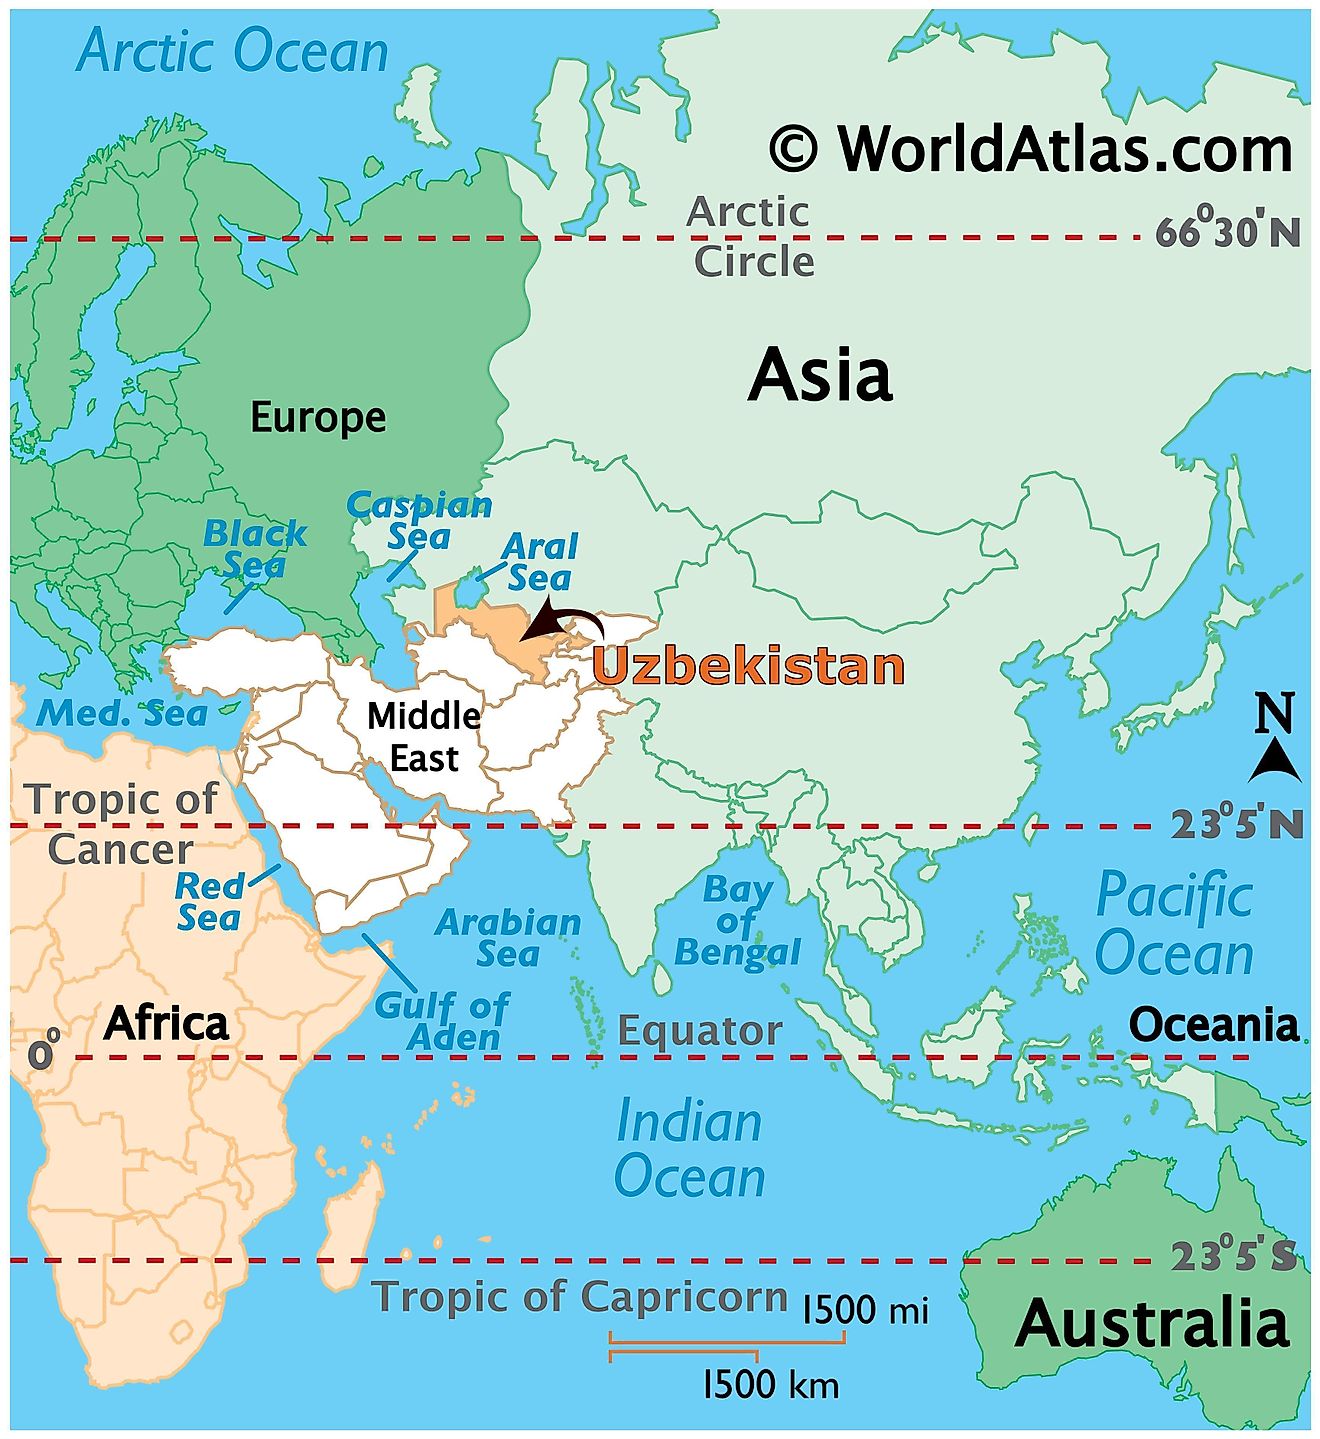 Arctic Ocean
© WorldAtlas.com
Arctic
Circle
66°30'N
Asia
Europe
Caspian
Sea
Black
Sea
Aral
Sea
Uzbekistan
Med. Sea
Middle
East
N
Tropic of
Cancer
23°5'N
Red
Sea
Arabian
Sea
Bay
of
Bengal
Pacific
Ocean
Gulf of
Aden
Africa
Equator
Oceania
0°
Indian
Ocean
23°5'S
Tropic of Capricorn
1500 mi
1500 km
Australia